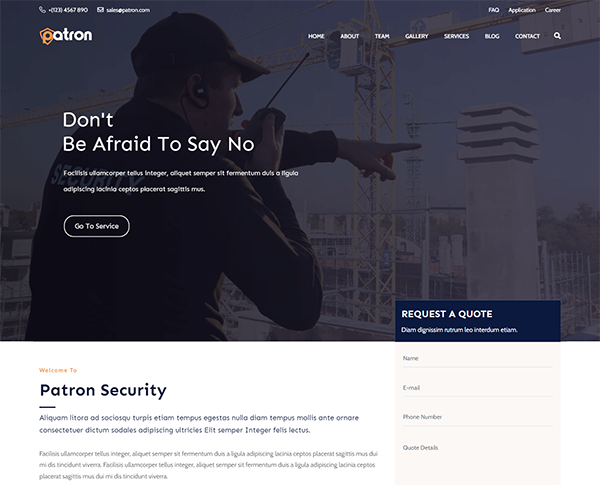 +(123) 4567 890 sales@patron.com FAQ Application Career
patron HOME ABOUT TEAM GALLERY SERVICES BLOG CONTACT
Don't
Be Afraid To Say No
Facilisis ullamcorper tellus integer, aliquet semper sit fermentum duis a ligula
adipiscing lacinia ceptos placerat sagittis mus.
SECURITY
Go To Service
REQUEST A QUOTE
Diam dignissim rutrum leo interdum etiam.
Name
E-mail
Phone Number
Quote Details
Welcome To
Patron Security
Aliquam litora ad sociosqu turpis etiam tempus egestas nulla diam tempus mollis ante ornare
consectetuer dictum sodales adipiscing ultricies Elit semper Integer felis lectus.
Facilisis ullamcorper tellus integer, aliquet semper sit fermentum duis a ligula adipiscing lacinia ceptos placerat sagittis mus dui
mi dis tincidunt viverra. Facilisis ullamcorper tellus integer, aliquet semper sit fermentum duis a ligula adipiscing lacinia ceptos
placerat sagittis mus dui mi dis tincidunt viverra.